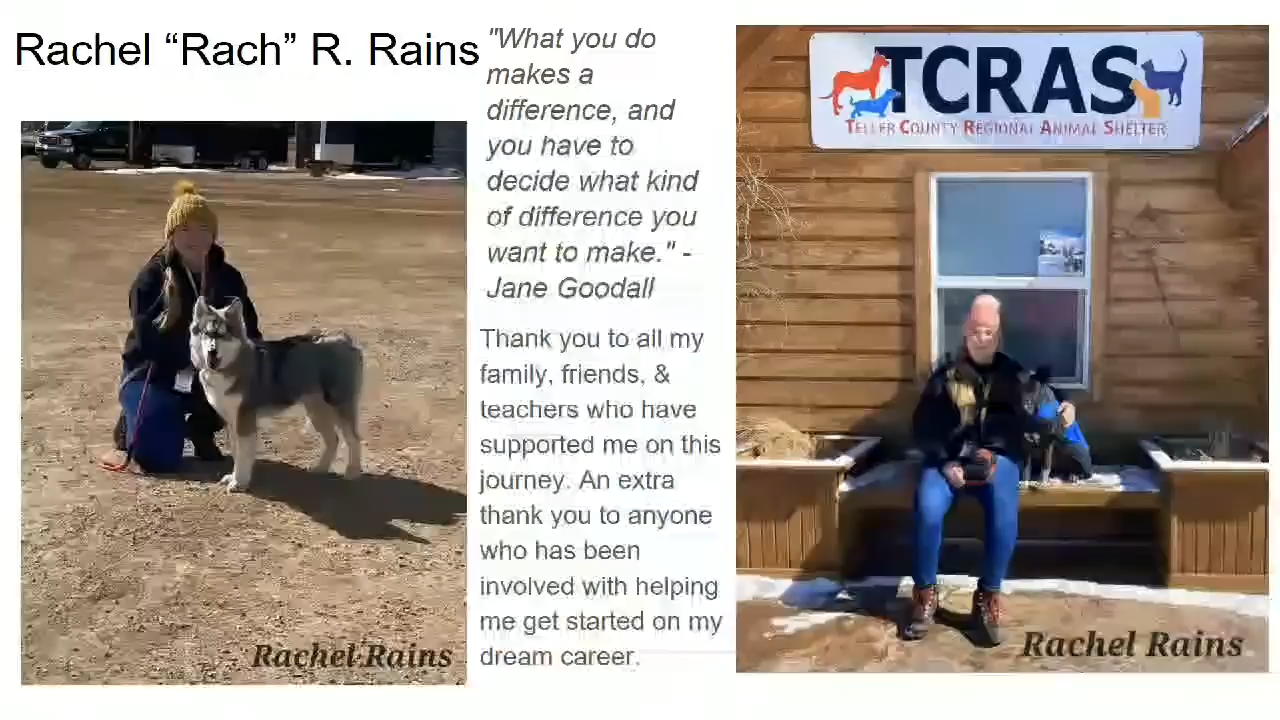 Rachel “Rach” R. Rains
"What you do
makes a
difference, and
you have to
decide what kind
of difference you
want to make." -
Jane Goodall
Thank you to all my
family, friends, &
teachers who have
supported me on this
journey. An extra
thank you to anyone
who has been
involved with helping
me get started on my
dream career.
Rachel Rains
TCRAS
TELLER COUNTY REGIONAL ANIMAL SHELTER
Rachel Rains